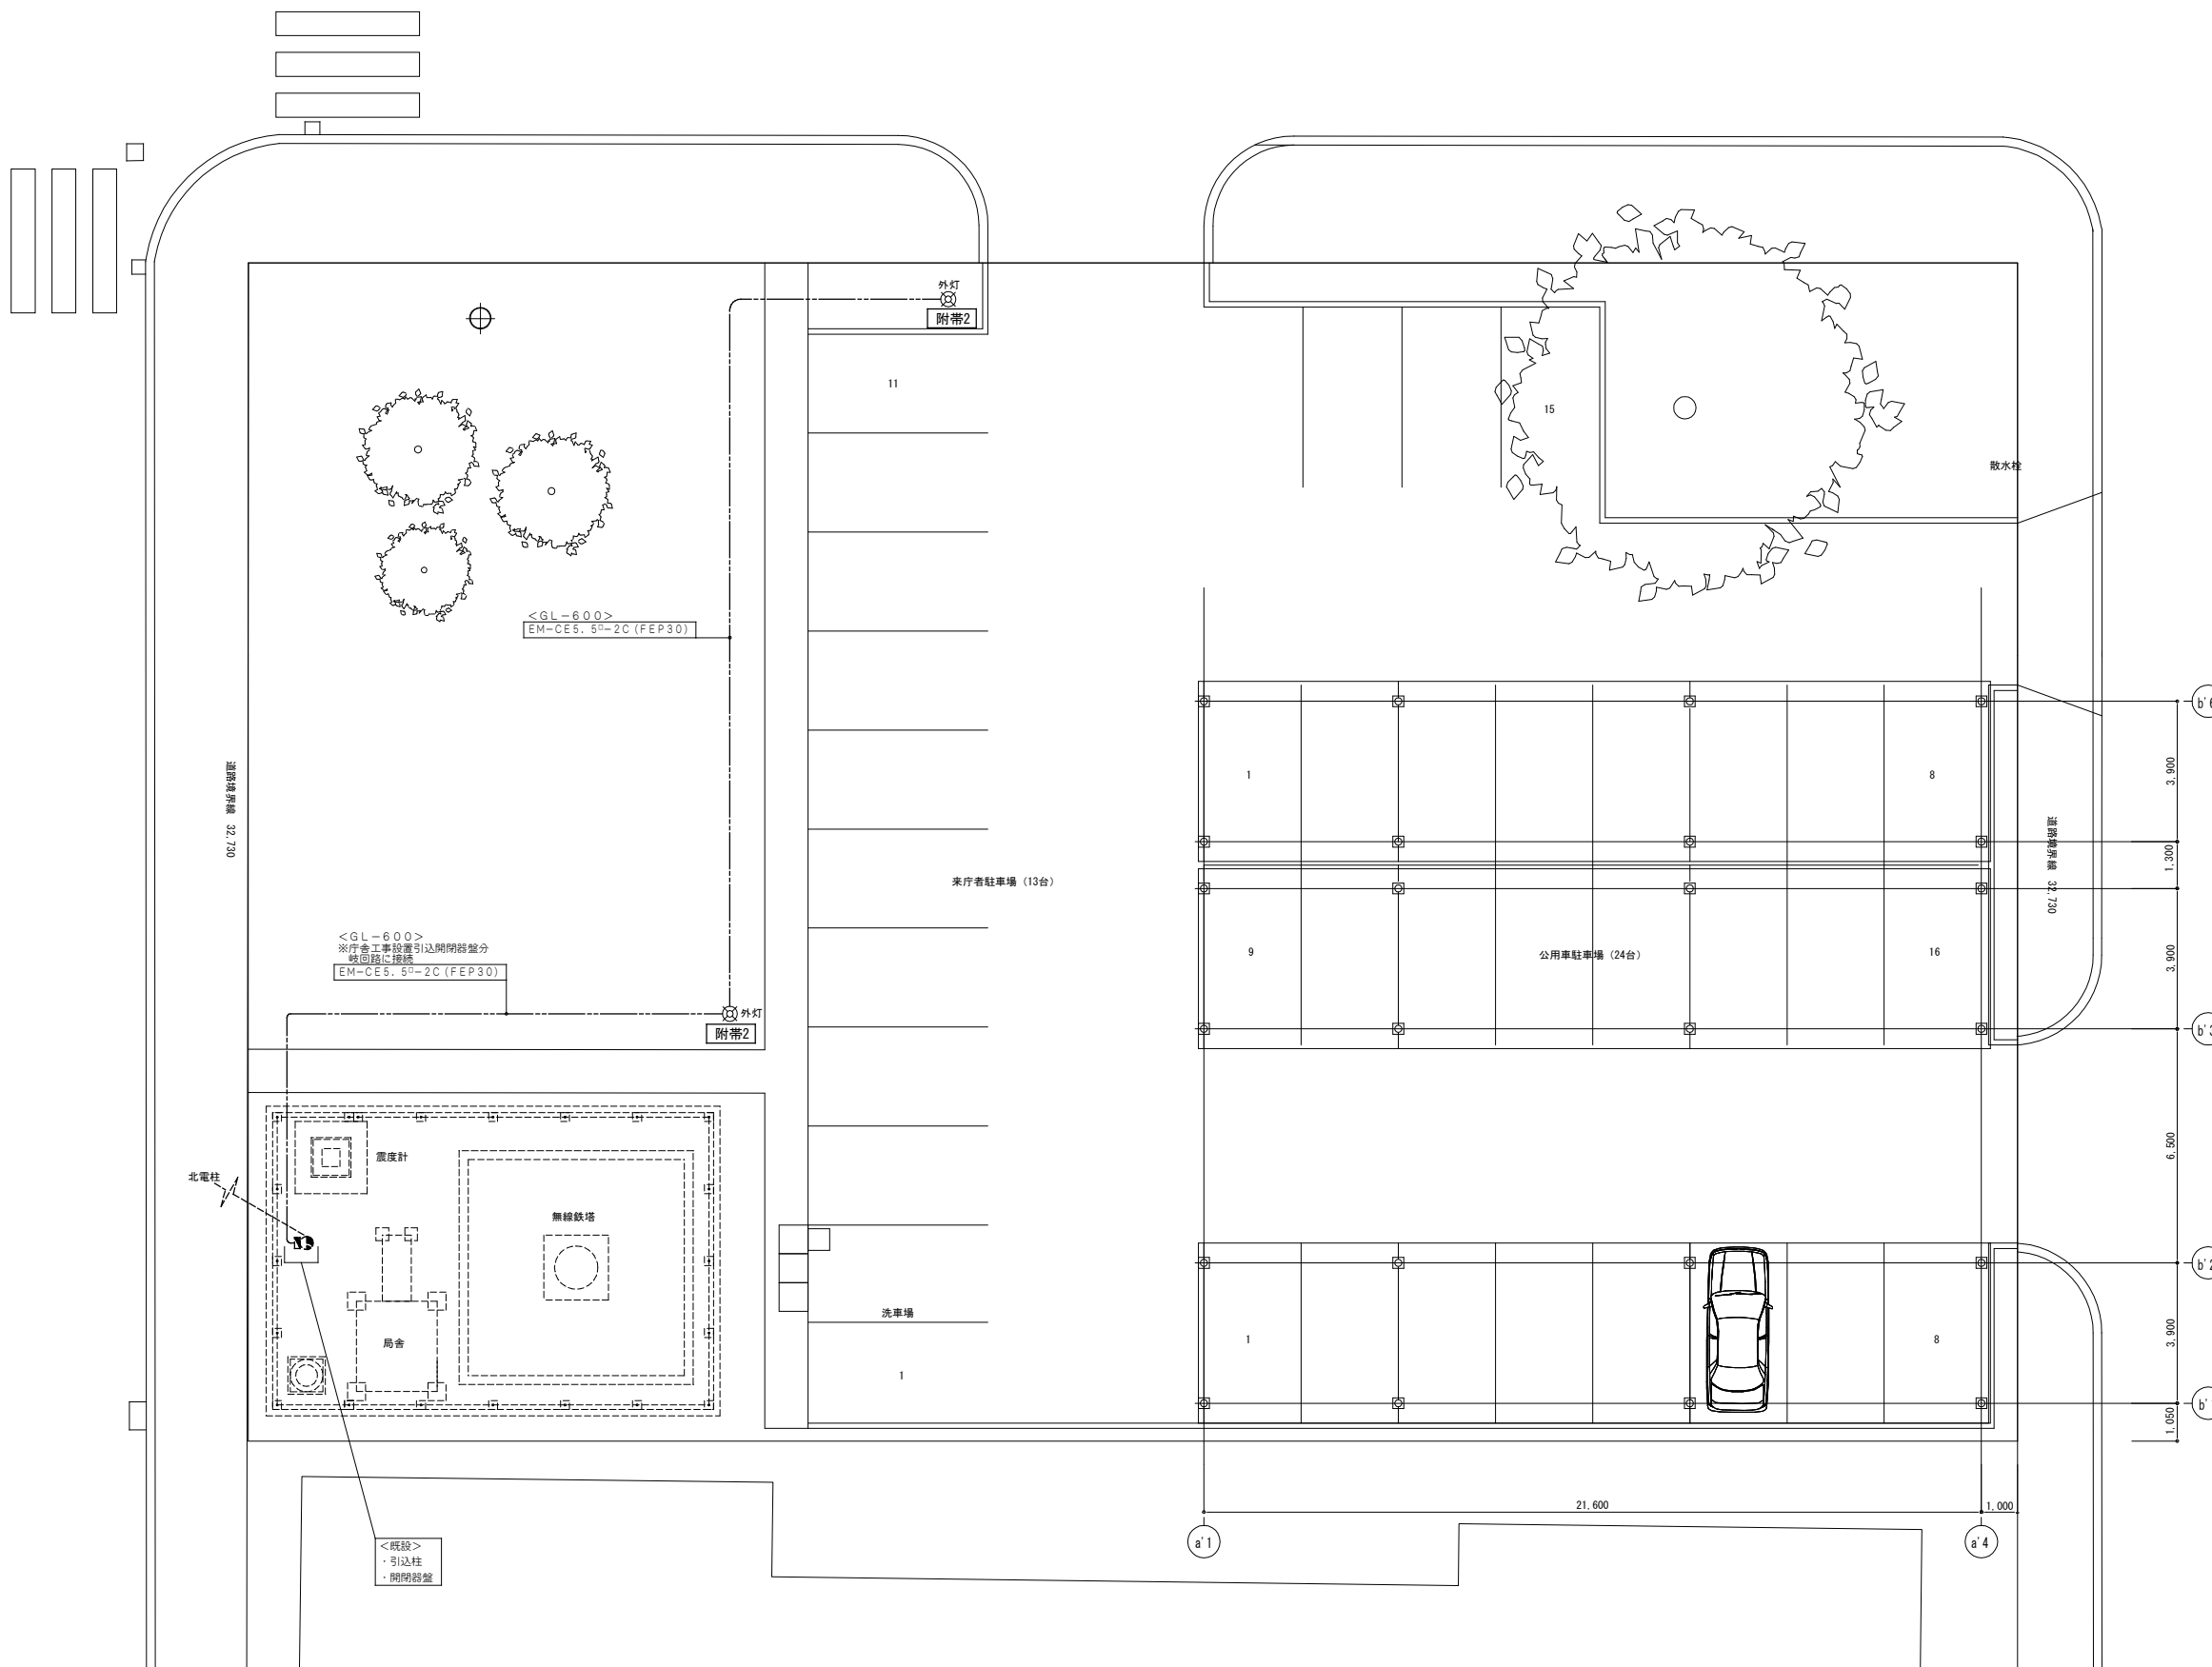 外灯
附帯2
11
15
散水栓
<GL-600>
EM-CE5.5□-2C(FEP30)
道路境界線 32,730
1
8
3,900
1,300
道路境界線 32,730
来庁者駐車場(13台)
<GL-600>
※庁舎工事設置引込開閉器盤分
岐回路に接続
EM-CE5.5□-2C(FEP30)
9
公用車駐車場(24台)
16
3,900
外灯
附帯2
b'3
6,500
震度計
北電柱
無線鉄塔
b'2
洗車場
局舎
1
1
8
3,900
1,050
21,600
1,000
a'1
a'4
<既設>
・引込柱
・開閉器盤